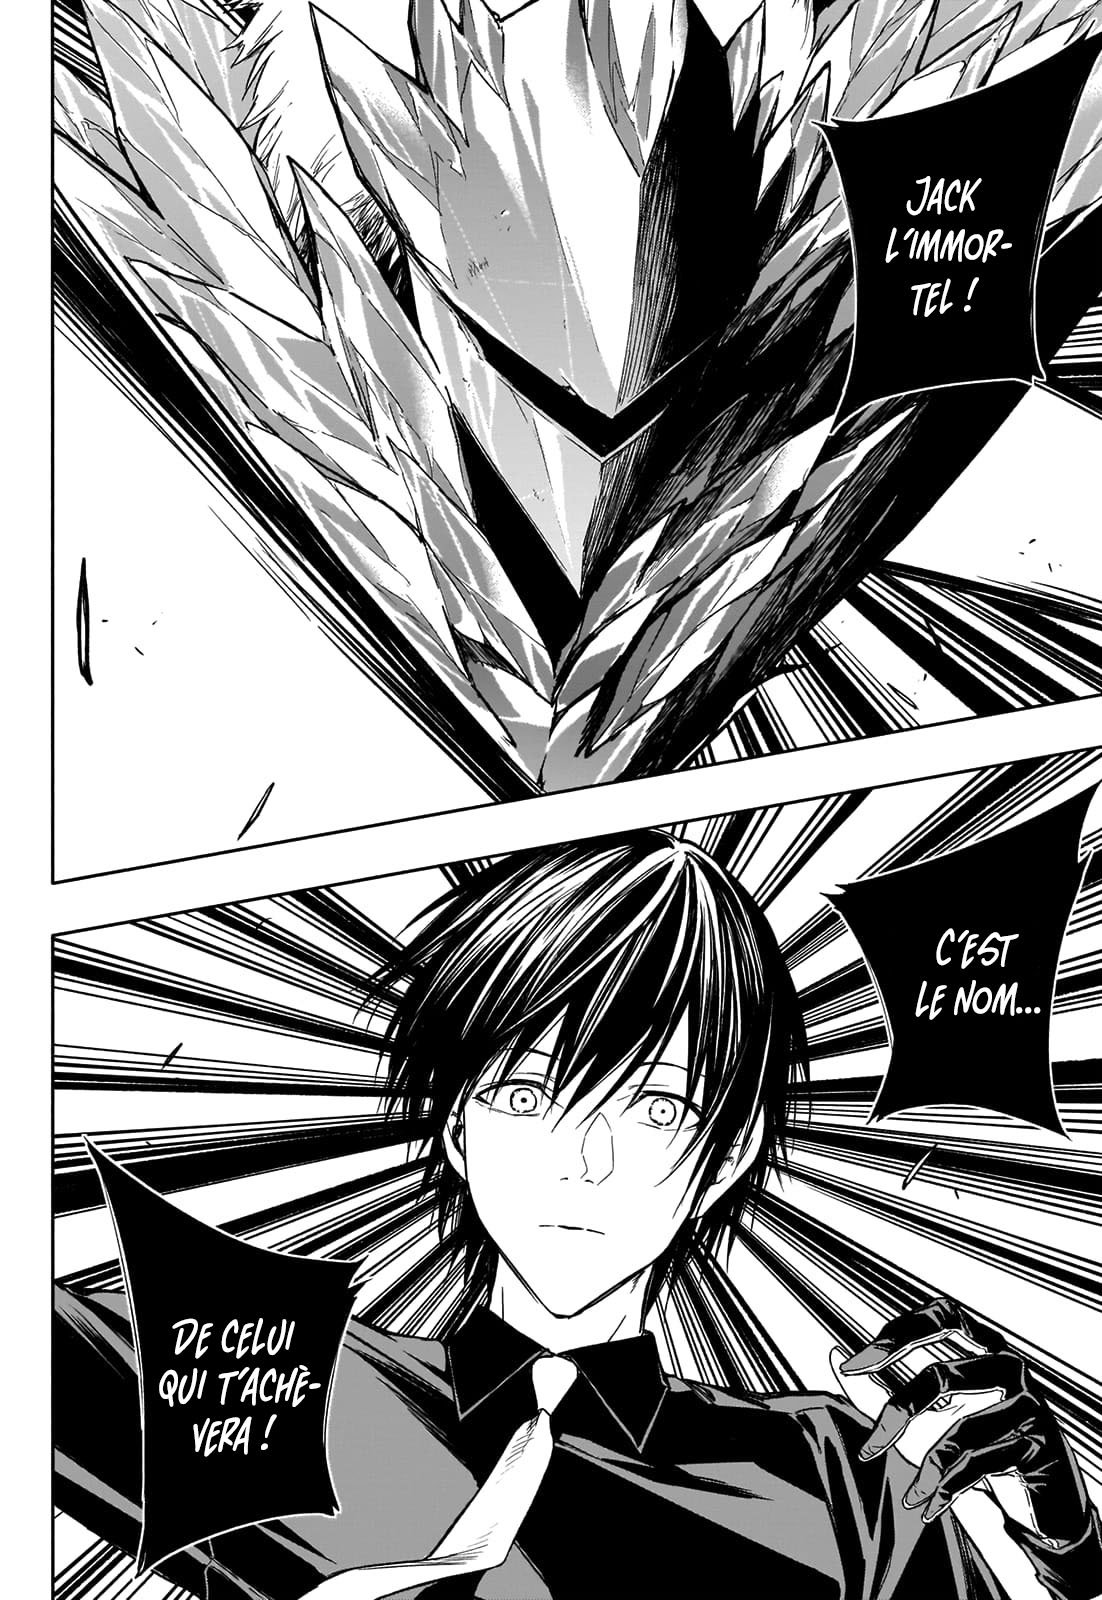 JACK
L'IMMOR-
TEL !
C'EST
LE NOM...
DE CELUI
QUI T'ACHÈ-
VERA !